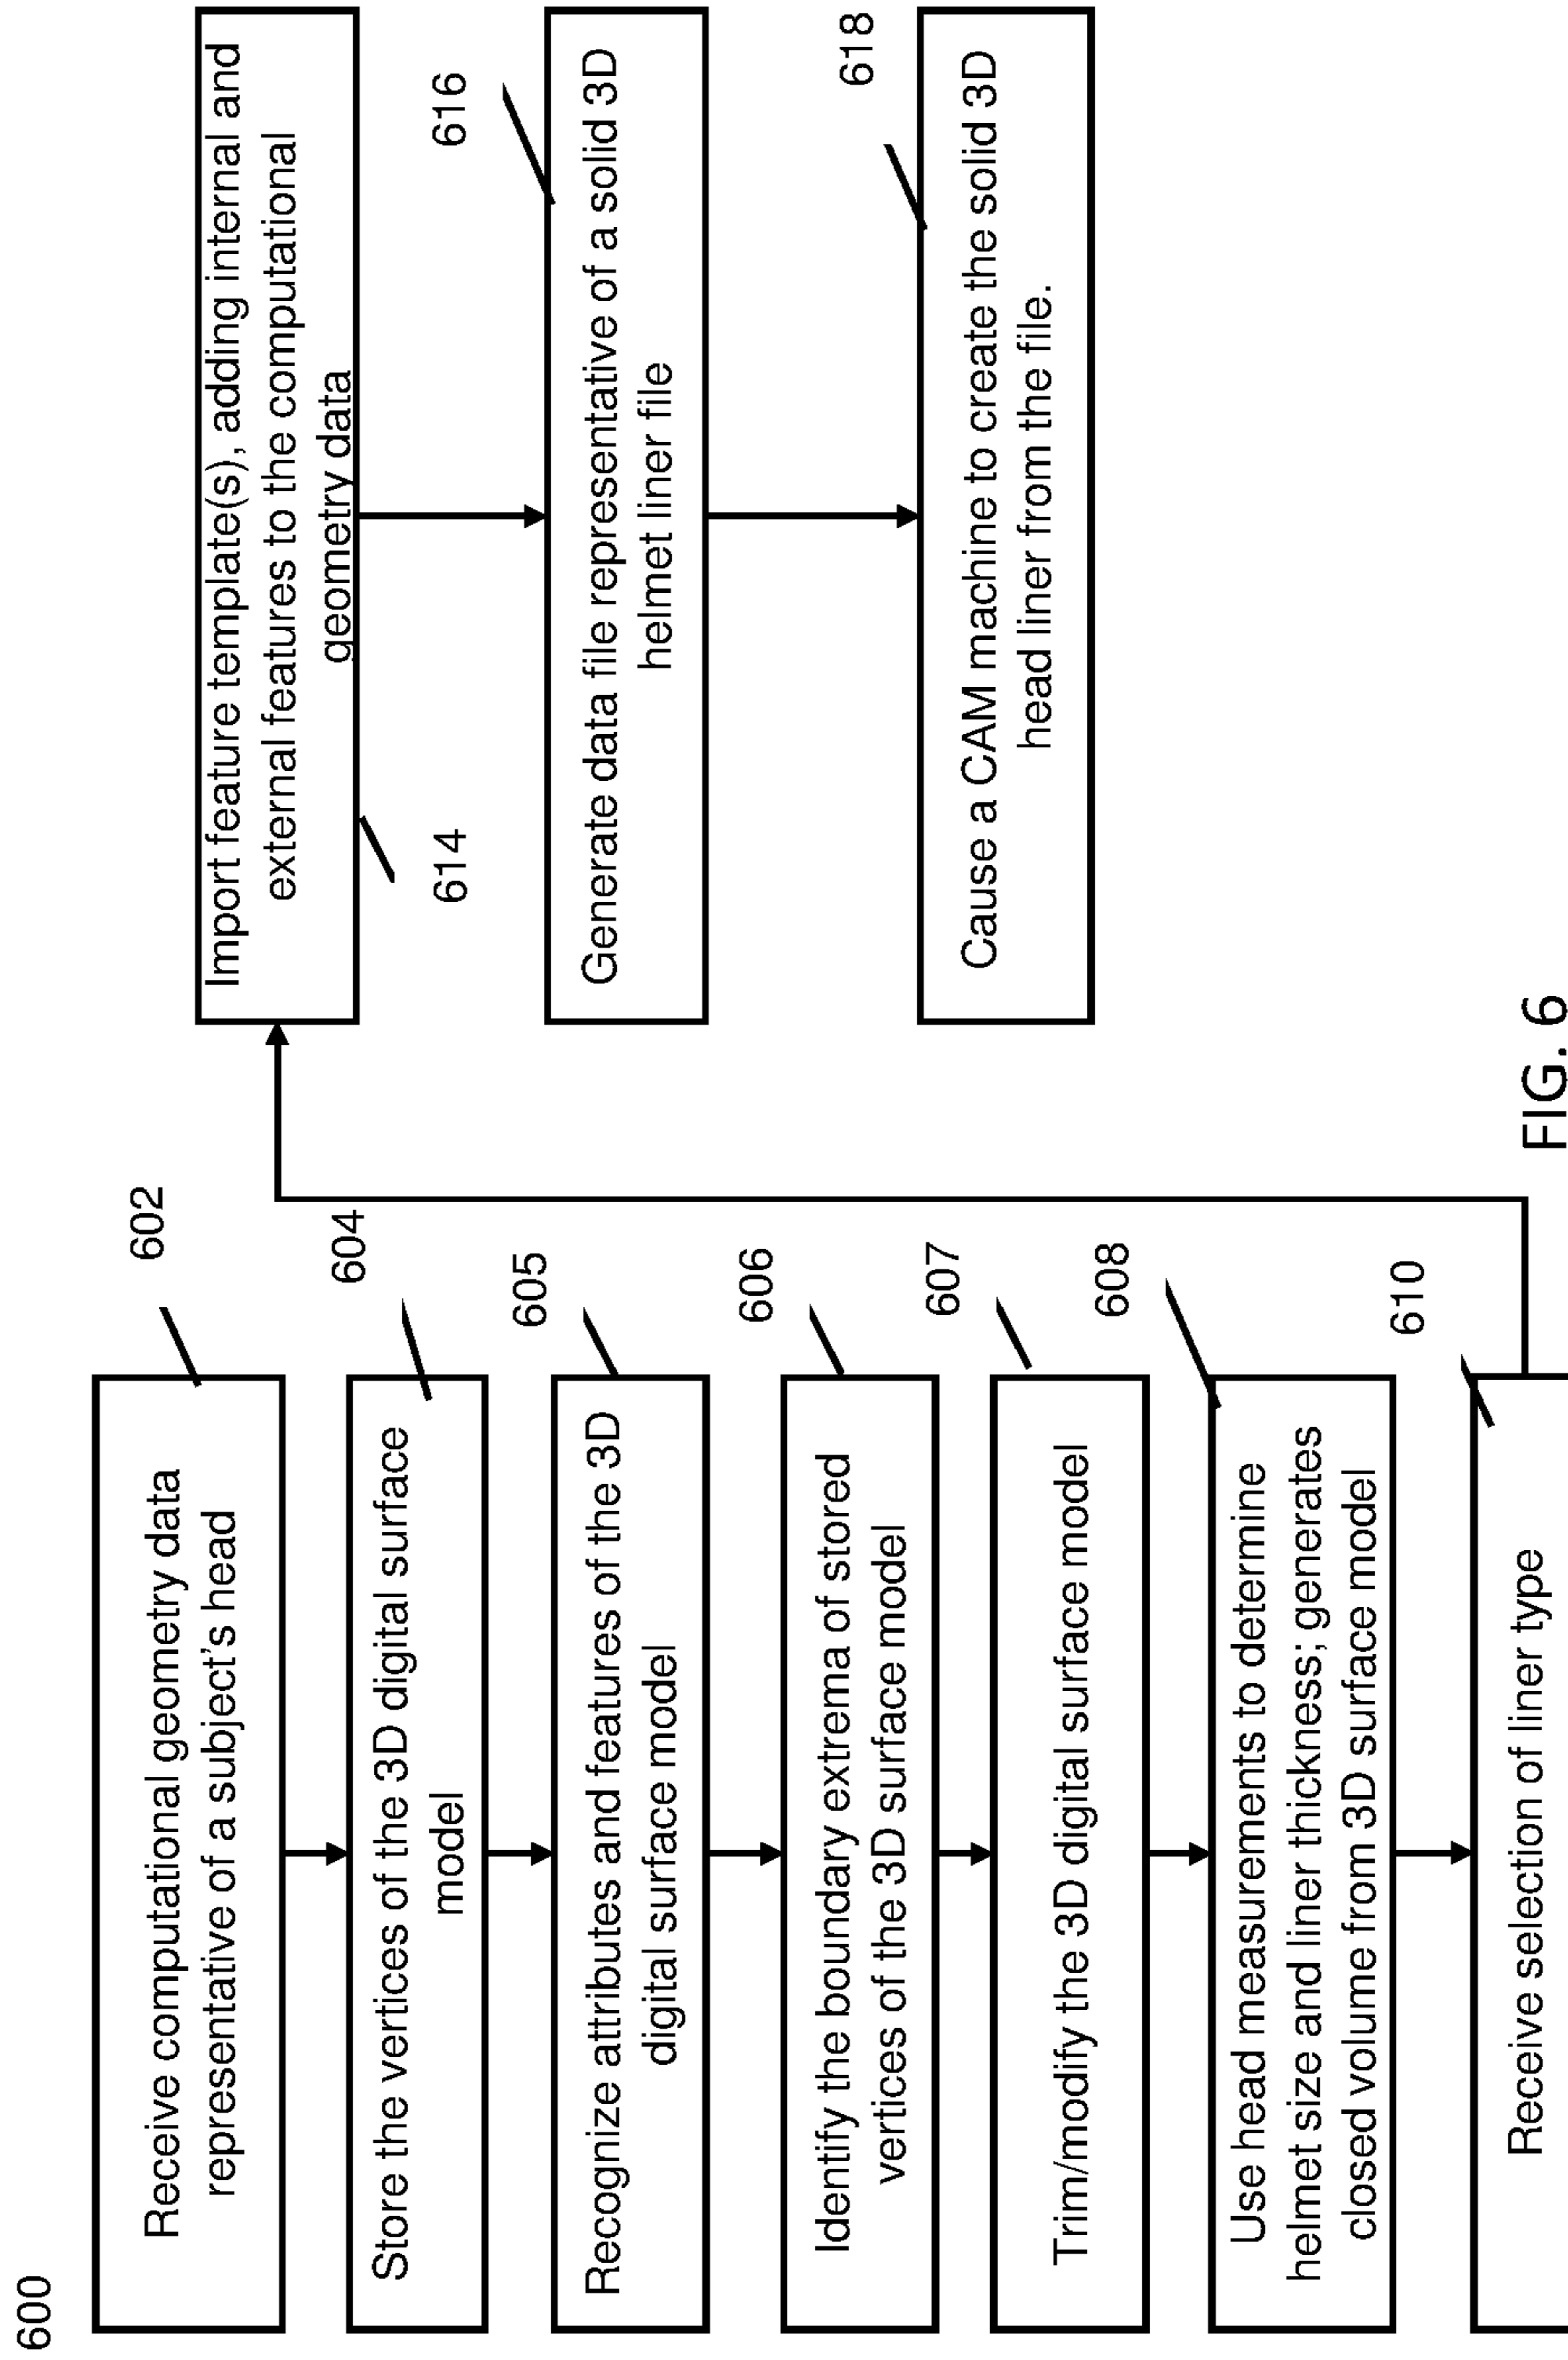 600
602
Receive computational geometry data
representative of a subject's head
604
Store the vertices of the 3D digital surface
model
605
Recognize attributes and features of the 3D
digital surface model
606
Identify the boundary extrema of stored
vertices of the 3D surface model
607
Trim/modify the 3D digital surface model
608
Use head measurements to determine
helmet size and liner thickness; generates
closed volume from 3D surface model
610
Receive selection of liner type
Import feature template(s), adding internal and
external features to the computational
geometry data
614
616
Generate data file representative of a solid 3D
helmet liner file
618
Cause a CAM machine to create the solid 3D
head liner from the file.
FIG. 6